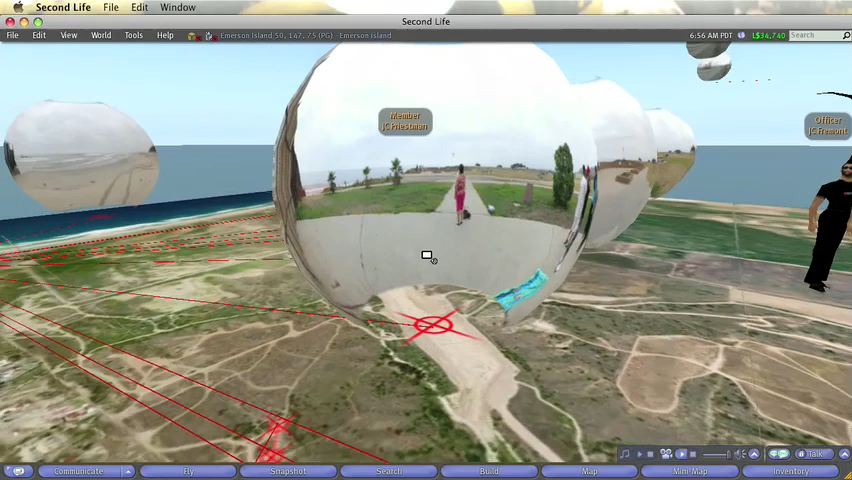 Second Life File Edit Window
Second Life
File Edit View World Tools Help Emerson Island 50, 147, 75 (PG) - Emerson Island 6:56 AM PDT L$34,740 Search
Member
JC Friestman
Officer
JC Fremont
Talk
Communicate Fly Snapshot Search Build Map Mini-Map Inventory